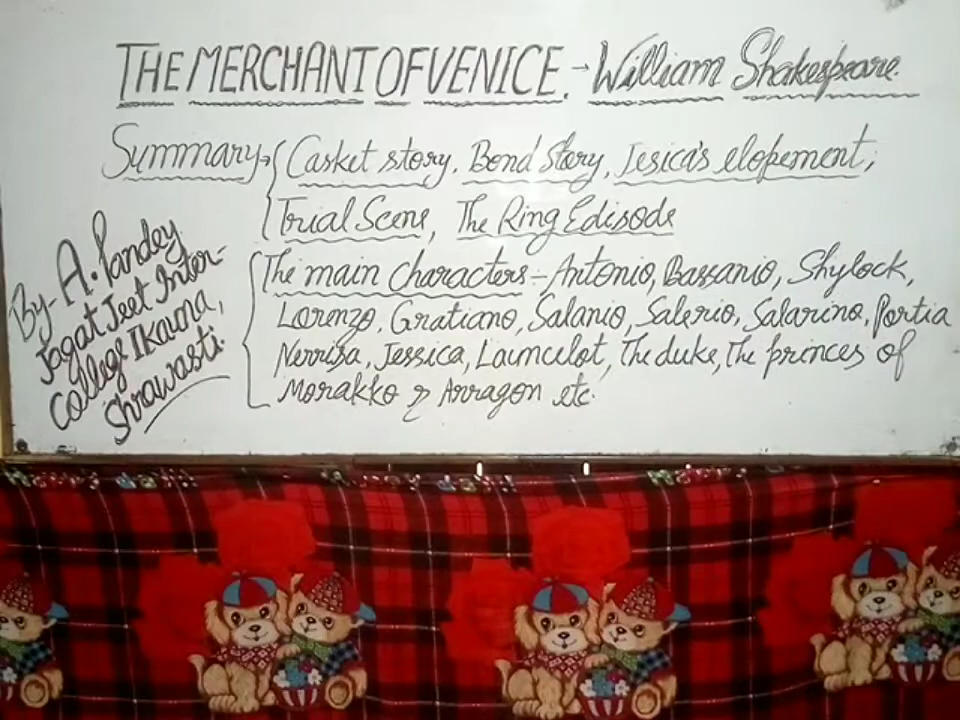 THE MERCHANT OF VENICE. - William Shakespeare.
Summary→ Casket story, Bond Story, Jesica's elopement,
Trial Scene, The Ring Edisode
The main characters - Antonio, Bassanio, Shylock,
Lorenzo, Gratiano, Salanio, Salerio, Salarino, Portia
Nerrisa, Jessica, Launcelot, The duke, The princes of
Morakko & Arragon etc.
By- A. Pandey
Jagat Jeet Inter-
College Ikauna,
Shrawasti.